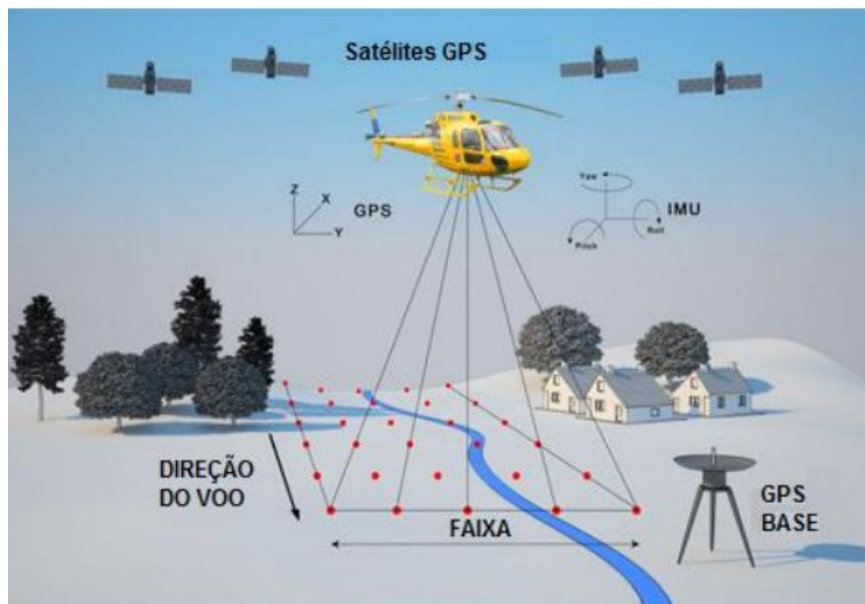 Satélites GPS
Z
X
Y
GPS
Yaw
IMU
Pitch
Roll
DIREÇÃO
DO VOO
FAIXA
GPS
BASE